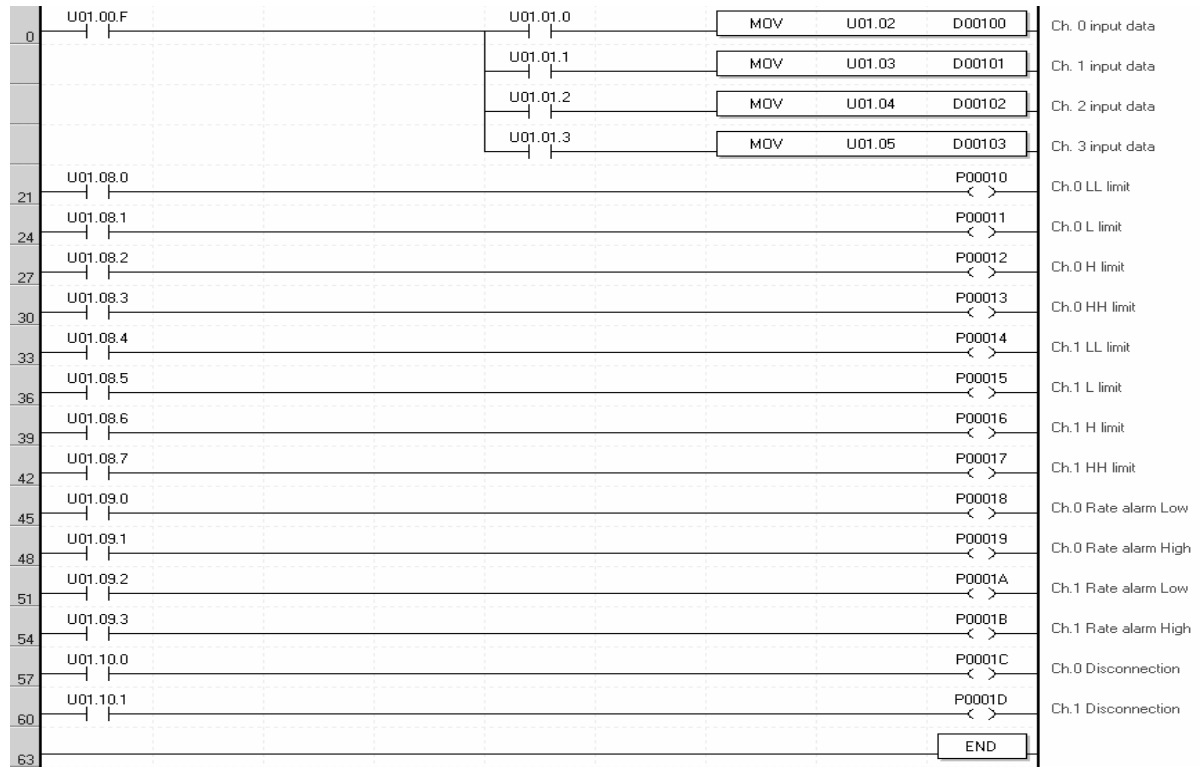 U01.00.F U01.01.0 MOV U01.02 D00100 Ch. 0 input data
0
U01.01.1 MOV U01.03 D00101 Ch. 1 input data
U01.01.2 MOV U01.04 D00102 Ch. 2 input data
U01.01.3 MOV U01.05 D00103 Ch. 3 input data
U01.08.0 P00010 Ch.0 LL limit
21
U01.08.1 P00011 Ch.0 L limit
24
U01.08.2 P00012 Ch.0 H limit
27
U01.08.3 P00013 Ch.0 HH limit
30
U01.08.4 P00014 Ch.1 LL limit
33
U01.08.5 P00015 Ch.1 L limit
36
U01.08.6 P00016 Ch.1 H limit
39
U01.08.7 P00017 Ch.1 HH limit
42
U01.09.0 P00018 Ch.0 Rate alarm Low
45
U01.09.1 P00019 Ch.0 Rate alarm High
48
U01.09.2 P0001A Ch.1 Rate alarm Low
51
U01.09.3 P0001B Ch.1 Rate alarm High
54
U01.10.0 P0001C Ch.0 Disconnection
57
U01.10.1 P0001D Ch.1 Disconnection
60
END
63